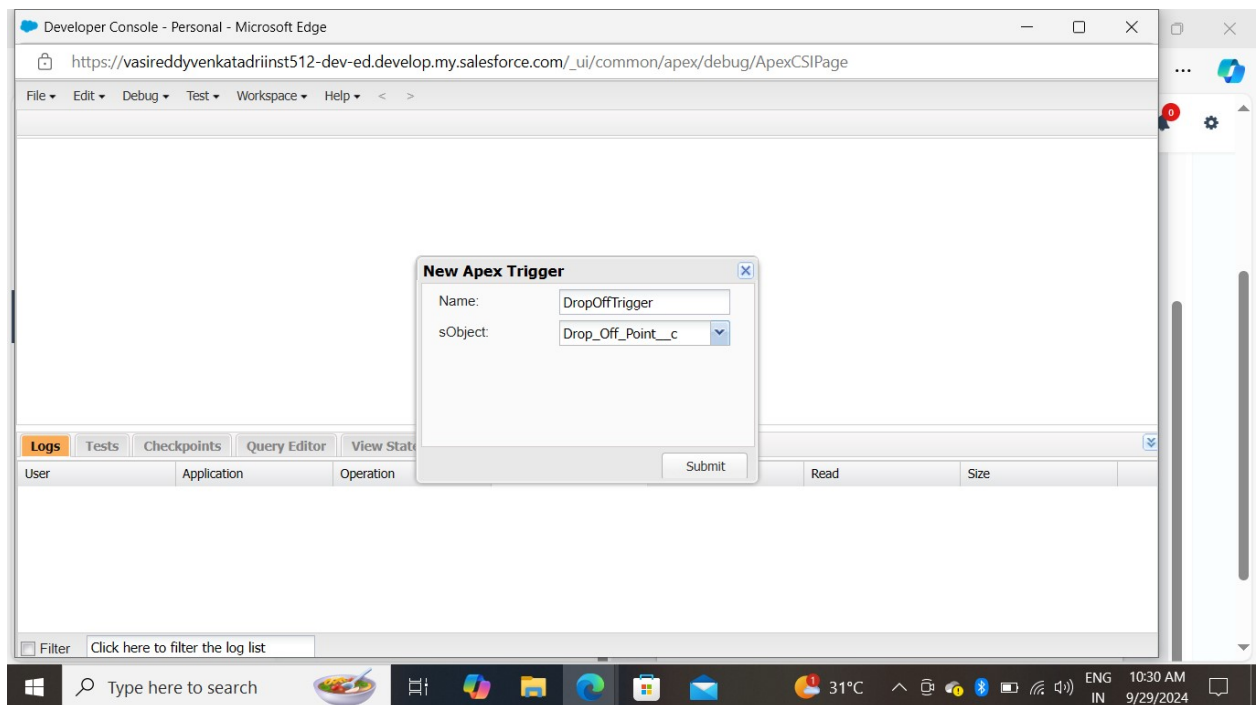 Developer Console - Personal - Microsoft Edge
https://vasireddyvenkatadriinst512-dev-ed.develop.my.salesforce.com/_ui/common/apex/debug/ApexCSIPage
File Edit Debug Test Workspace Help < >
0
New Apex Trigger
Name: DropOffTrigger
sObject: Drop_Off_Point__c
Submit
Logs Tests Checkpoints Query Editor View State
User Application Operation Read Size
Filter Click here to filter the log list
Type here to search
1 31°C
ENG 10:30 AM
IN 9/29/2024